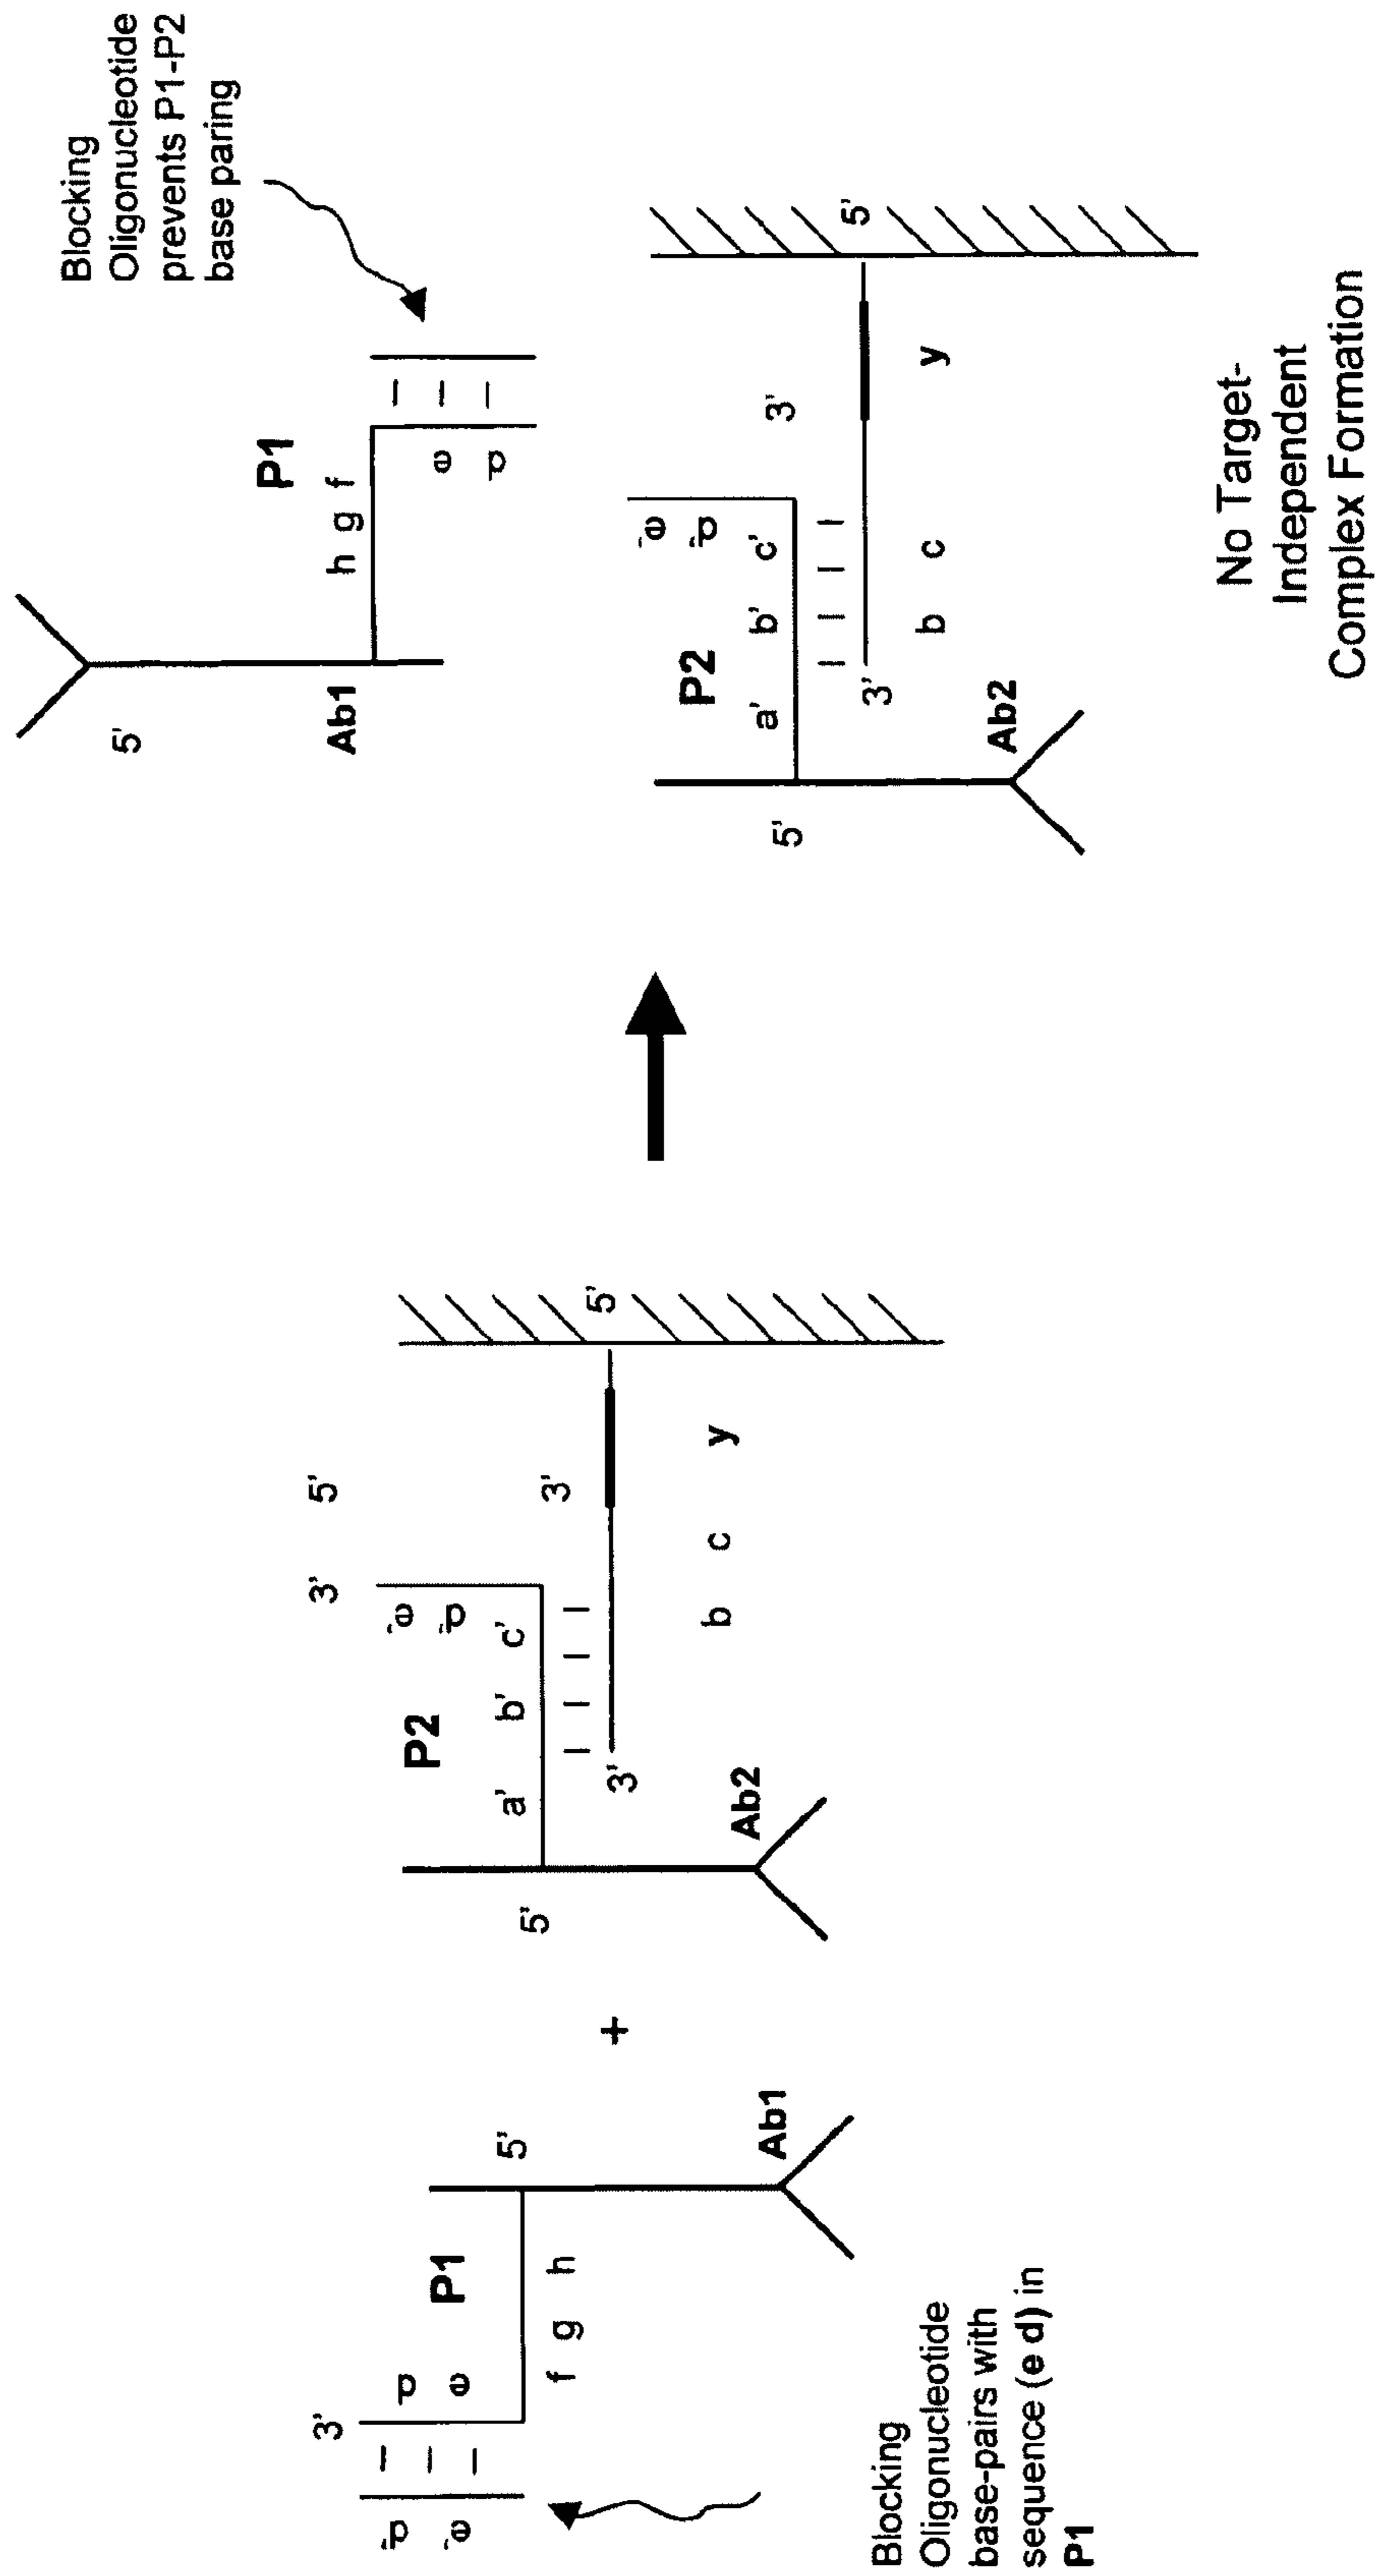 3'
d'
d
e'
e
P1
5'
f g h
Ab1
Blocking
Oligonucleotide
base-pairs with
sequence (e d) in
P1
+
3' 5'
P2
e'
d'
a' b' c'
3'
5'
3'
5'
b c y
Ab2
Blocking
Oligonucleotide
prevents P1-P2
base paring
5'
P1
h g f
Ab1
e
d
P2
e'
d'
a' b' c'
3'
5'
3'
5'
b c y
Ab2
No Target-
Independent
Complex Formation